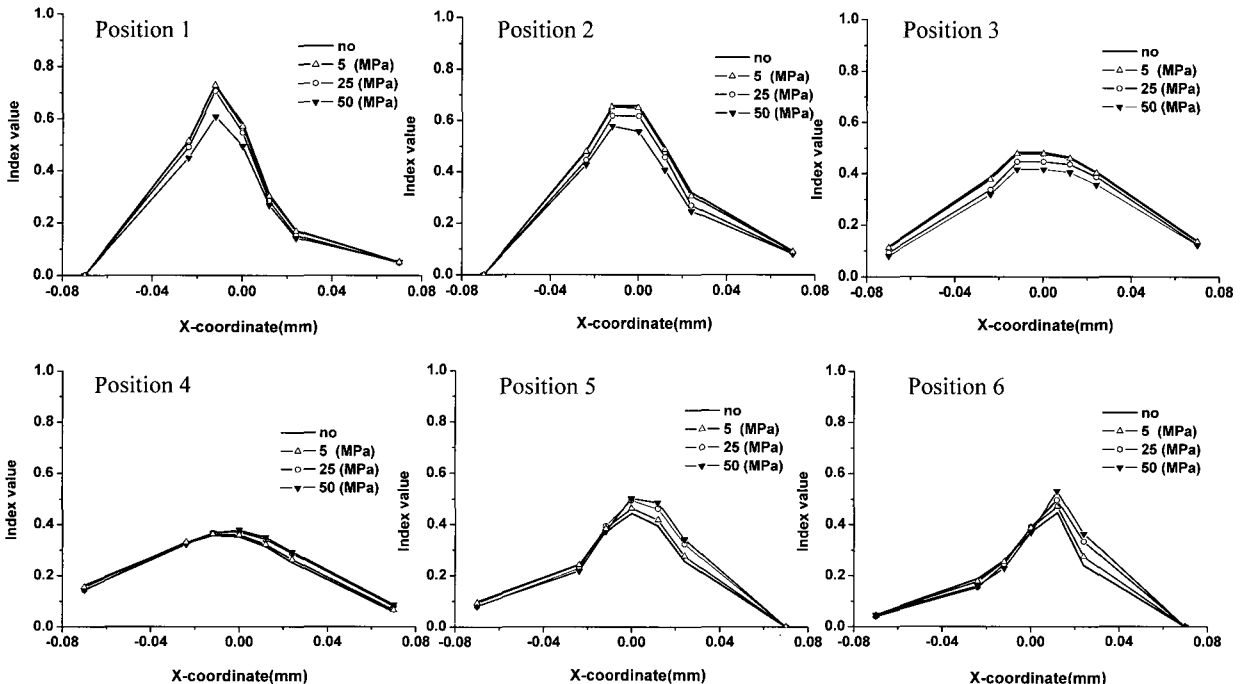 Position 1
no
5 (MPa)
25 (MPa)
50 (MPa)
Index value
1.0
0.8
0.6
0.4
0.2
0.0
-0.08
-0.04
0.00
0.04
0.08
X-coordinate(mm)
Position 2
no
5 (MPa)
25 (MPa)
50 (MPa)
Index value
1.0
0.8
0.6
0.4
0.2
0.0
-0.08
-0.04
0.00
0.04
0.08
X-coordinate(mm)
Position 3
no
5 (MPa)
25 (MPa)
50 (MPa)
Index value
1.0
0.8
0.6
0.4
0.2
0.0
-0.08
-0.04
0.00
0.04
0.08
X-coordinate(mm)
Position 4
no
5 (MPa)
25 (MPa)
50 (MPa)
Index value
1.0
0.8
0.6
0.4
0.2
0.0
-0.08
-0.04
0.00
0.04
0.08
X-coordinate(mm)
Position 5
no
5 (MPa)
25 (MPa)
50 (MPa)
Index value
1.0
0.8
0.6
0.4
0.2
0.0
-0.08
-0.04
0.00
0.04
0.08
X-coordinate(mm)
Position 6
no
5 (MPa)
25 (MPa)
50 (MPa)
Index value
1.0
0.8
0.6
0.4
0.2
0.0
-0.08
-0.04
0.00
0.04
0.08
X-coordinate(mm)